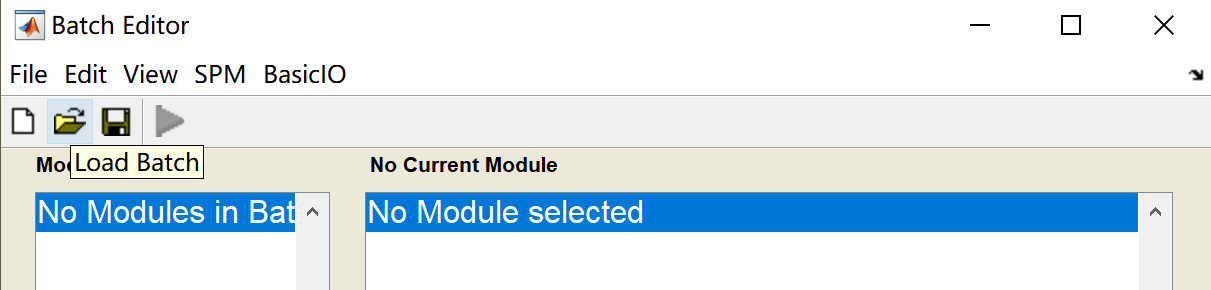 Batch Editor
File Edit View SPM BasicIO
Load Batch
No Current Module
No Modules in Bat
No Module selected